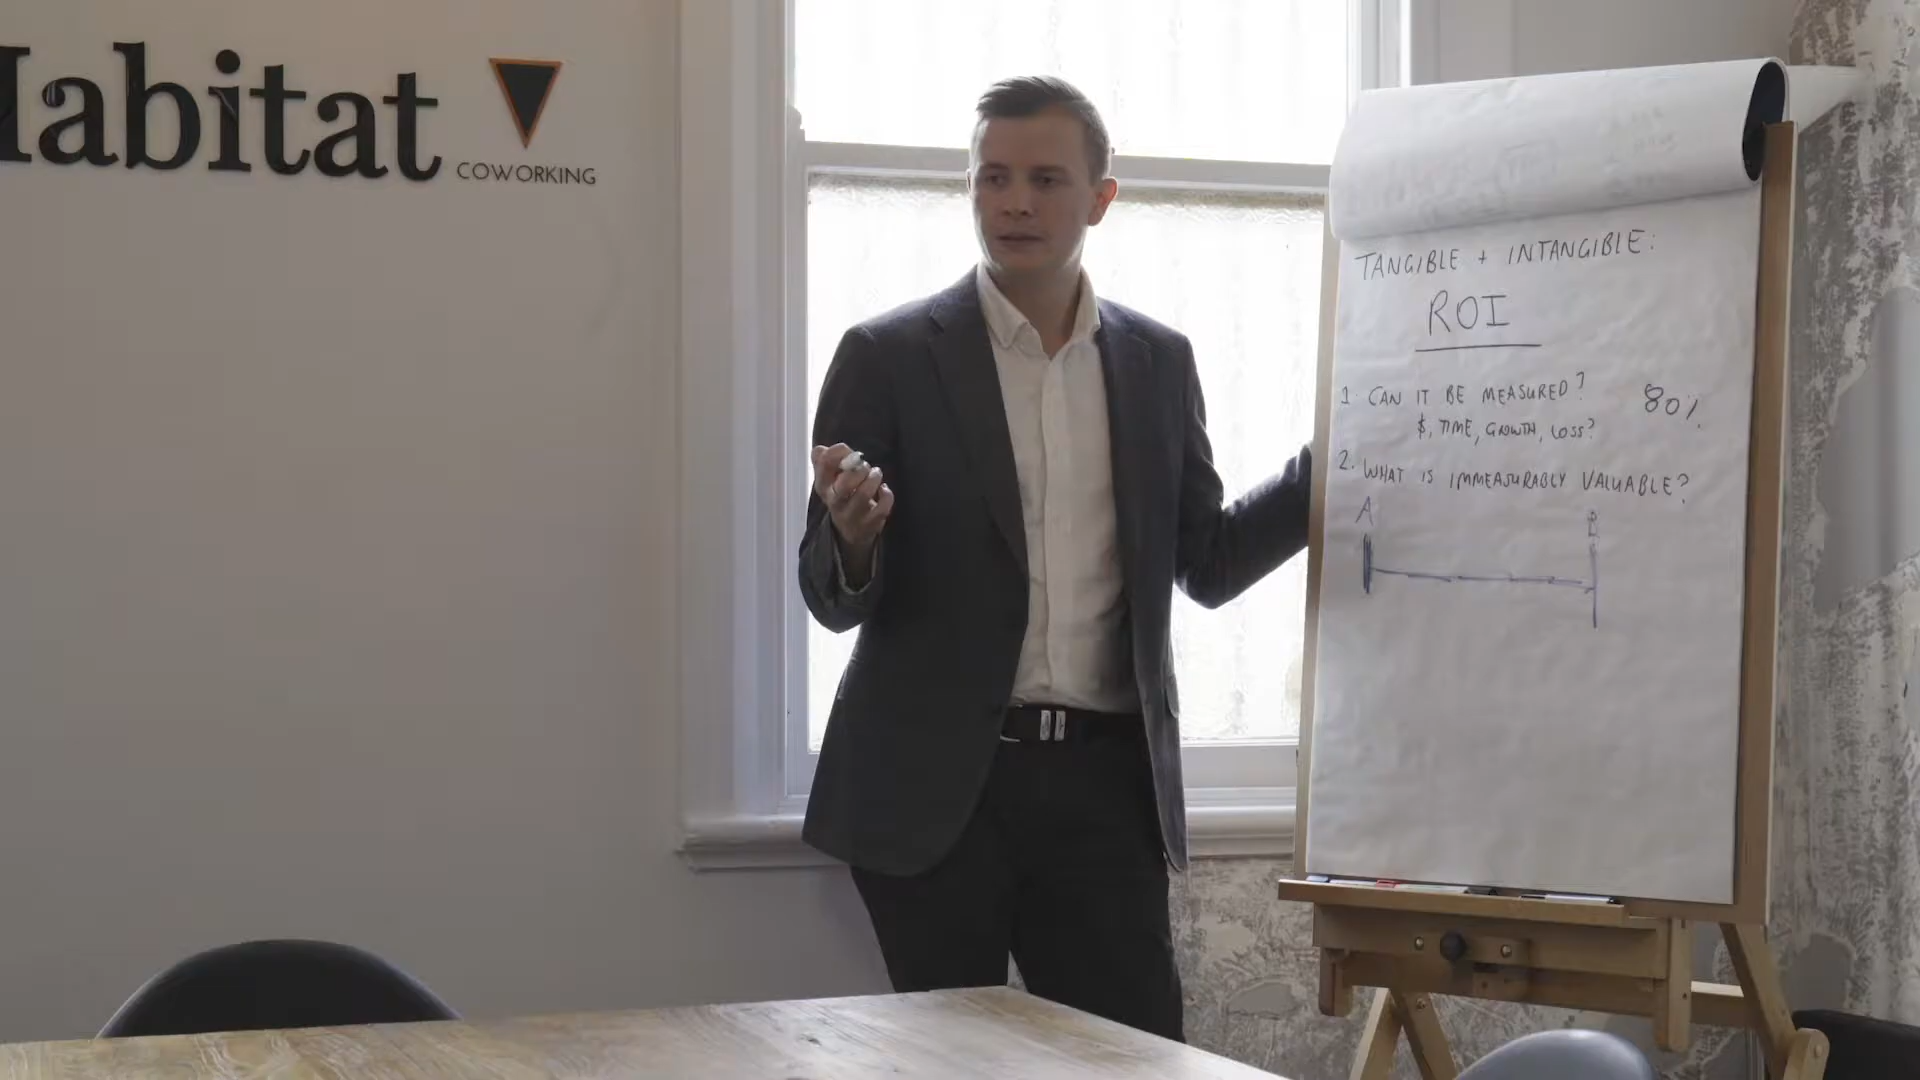 Habitat
COWORKING
TANGIBLE + INTANGIBLE:
ROI
1. CAN IT BE MEASURED? 80%
$, TIME, GROWTH, LOSS?
2. WHAT IS IMMEASURABLY VALUABLE?
A B